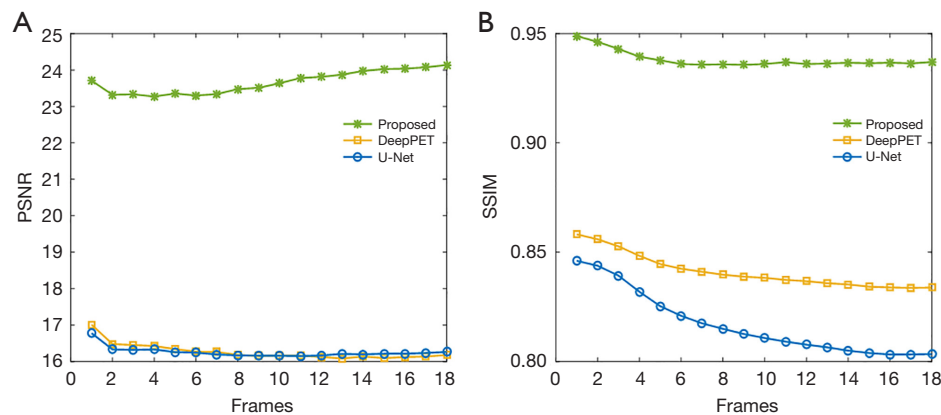 A
25
24
23
22
21
20
19
18
17
16
PSNR
0 2 4 6 8 10 12 14 16 18
Frames
Proposed
DeepPET
U-Net
B
0.95
0.90
0.85
0.80
SSIM
0 2 4 6 8 10 12 14 16 18
Frames
Proposed
DeepPET
U-Net